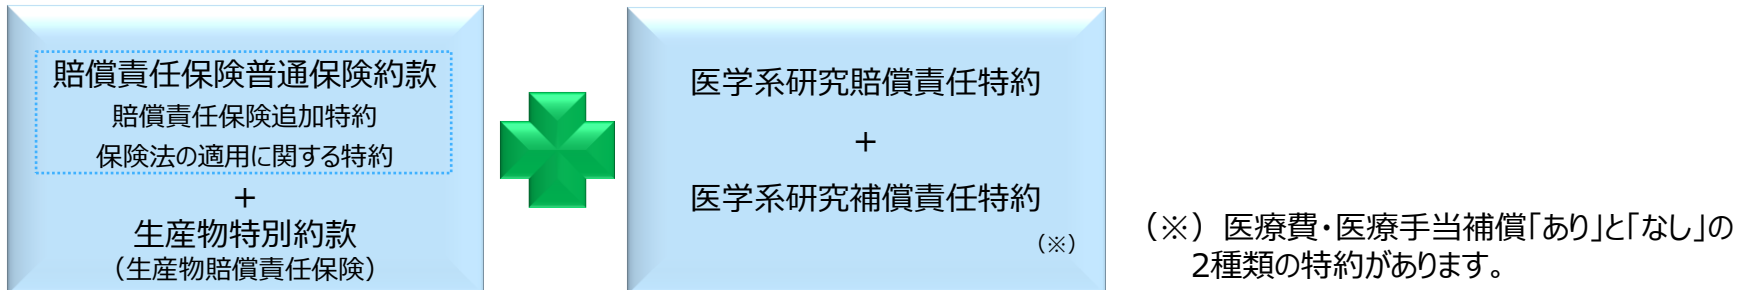 賠償責任保険普通保険約款
賠償責任保険追加特約
保険法の適用に関する特約
+
生産物特別約款
（生産物賠償責任保険）
医学系研究賠償責任特約
+
医学系研究補償責任特約
（※）
（※）医療費・医療手当補償「あり」と「なし」の
2種類の特約があります。